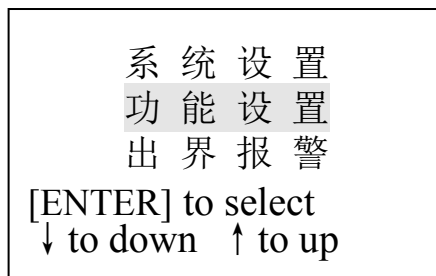 系统设置
功能设置
出界报警
[ENTER] to select
↓ to down ↑ to up